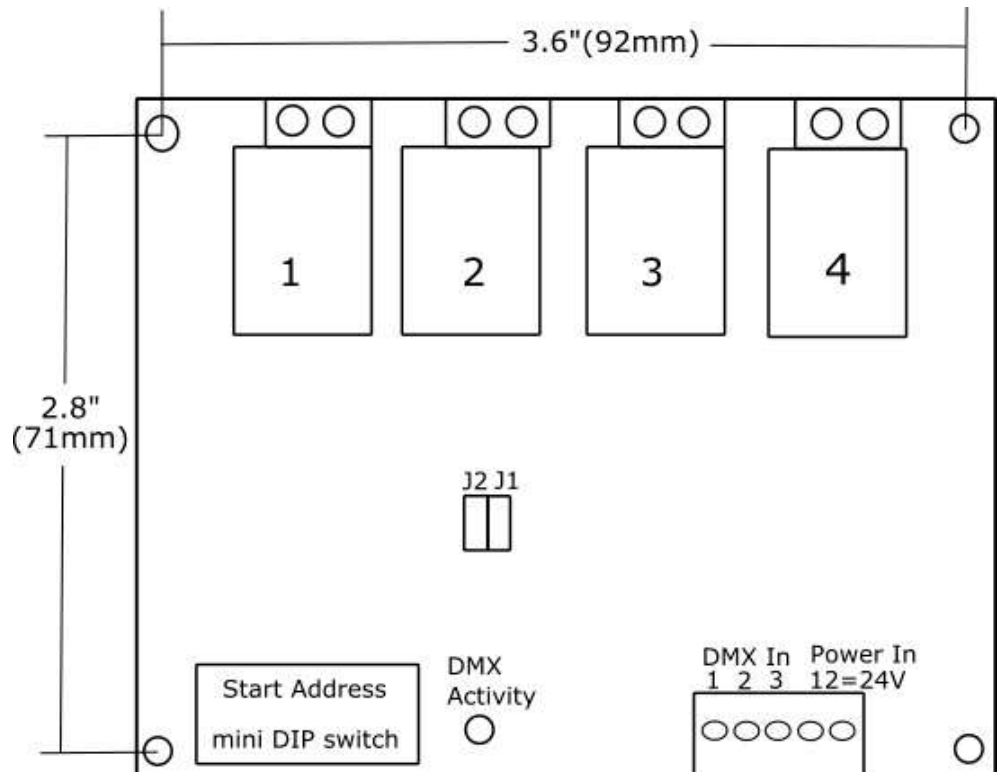 3.6"(92mm)
1 2 3 4
2.8"
(71mm)
J2 J1
Start Address
mini DIP switch
DMX
Activity
DMX In Power In
1 2 3 12=24V